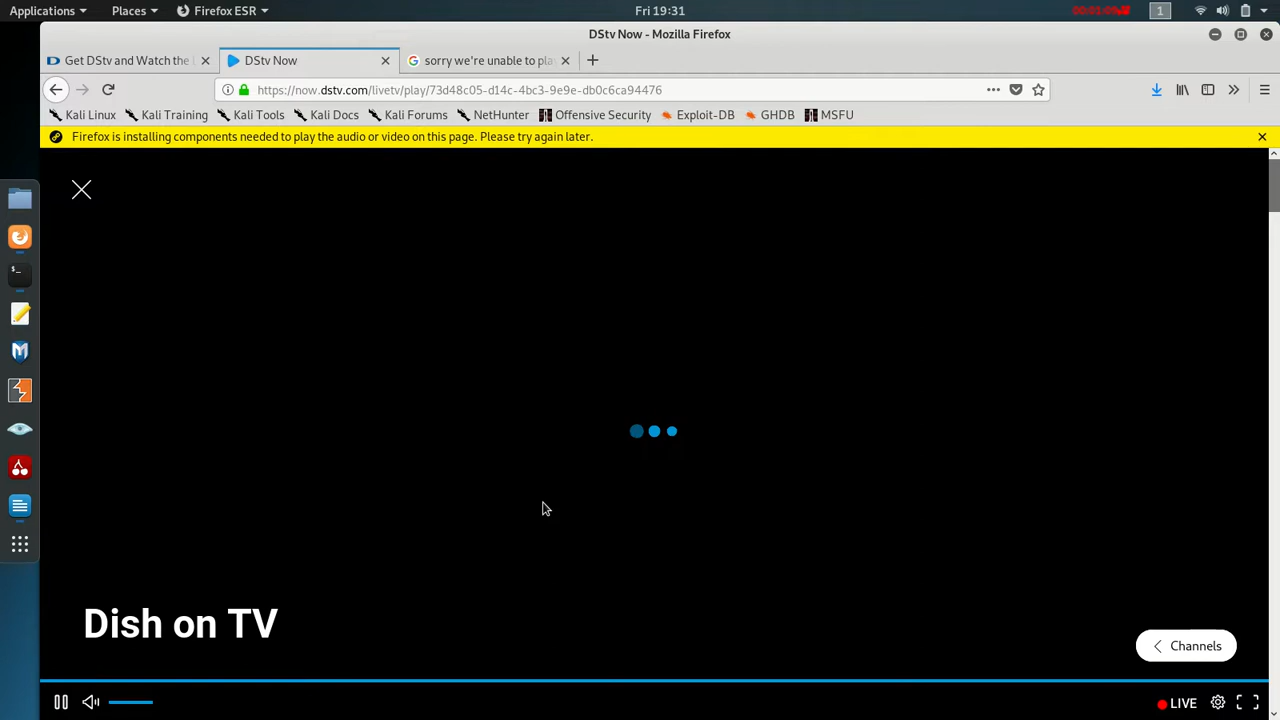 Applications Places Firefox ESR Fri 19:31 1
DStv Now - Mozilla Firefox
Get DStv and Watch the DStv Now sorry we're unable to pla
https://now.dstv.com/livetv/play/73d48c05-d14c-4bc3-9e9e-db0c6ca94476
Kali Linux Kali Training Kali Tools Kali Docs Kali Forums NetHunter Offensive Security Exploit-DB GHDB MSFU
Firefox is installing components needed to play the audio or video on this page. Please try again later.
Dish on TV
Channels
LIVE